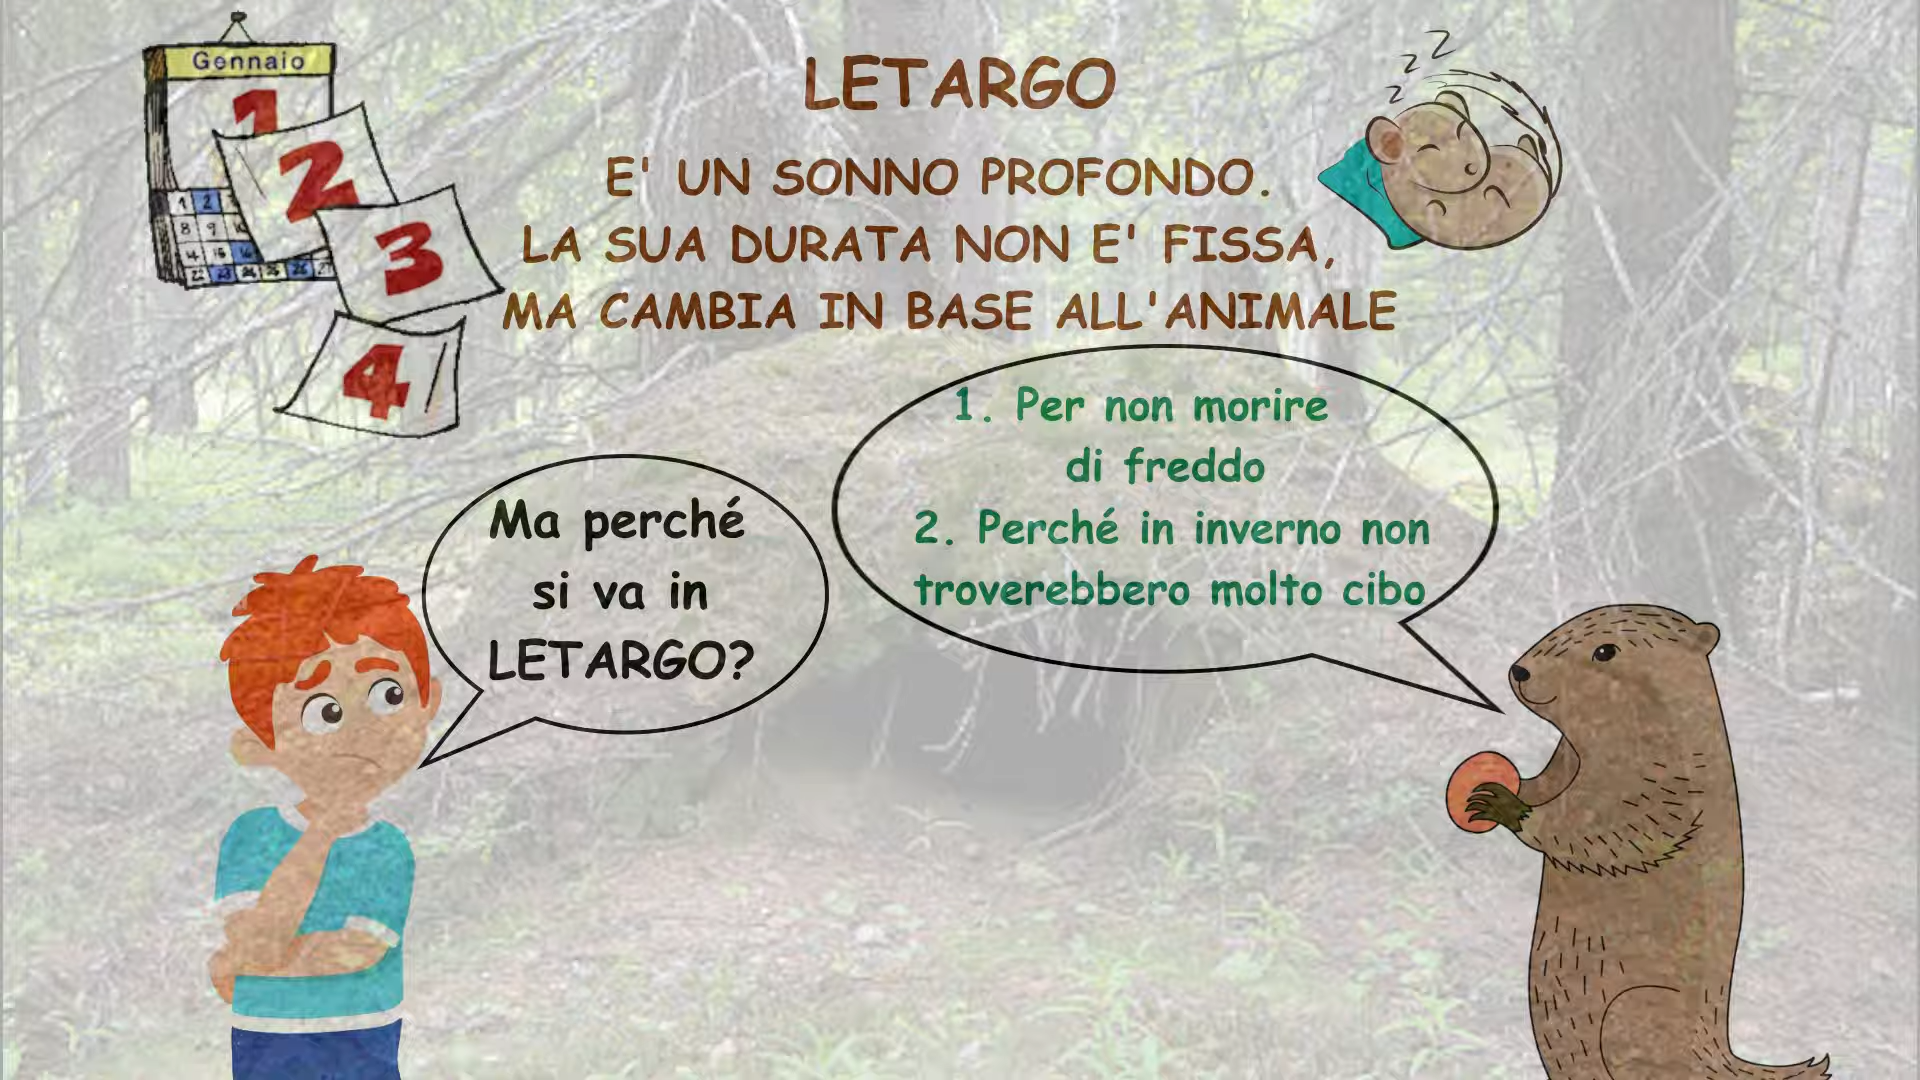 Gennaio
1
2
3
4
LETARGO
E' UN SONNO PROFONDO.
LA SUA DURATA NON E' FISSA,
MA CAMBIA IN BASE ALL'ANIMALE
z z z z
1. Per non morire
di freddo
2. Perché in inverno non
troverebbero molto cibo
Ma perché
si va in
LETARGO?